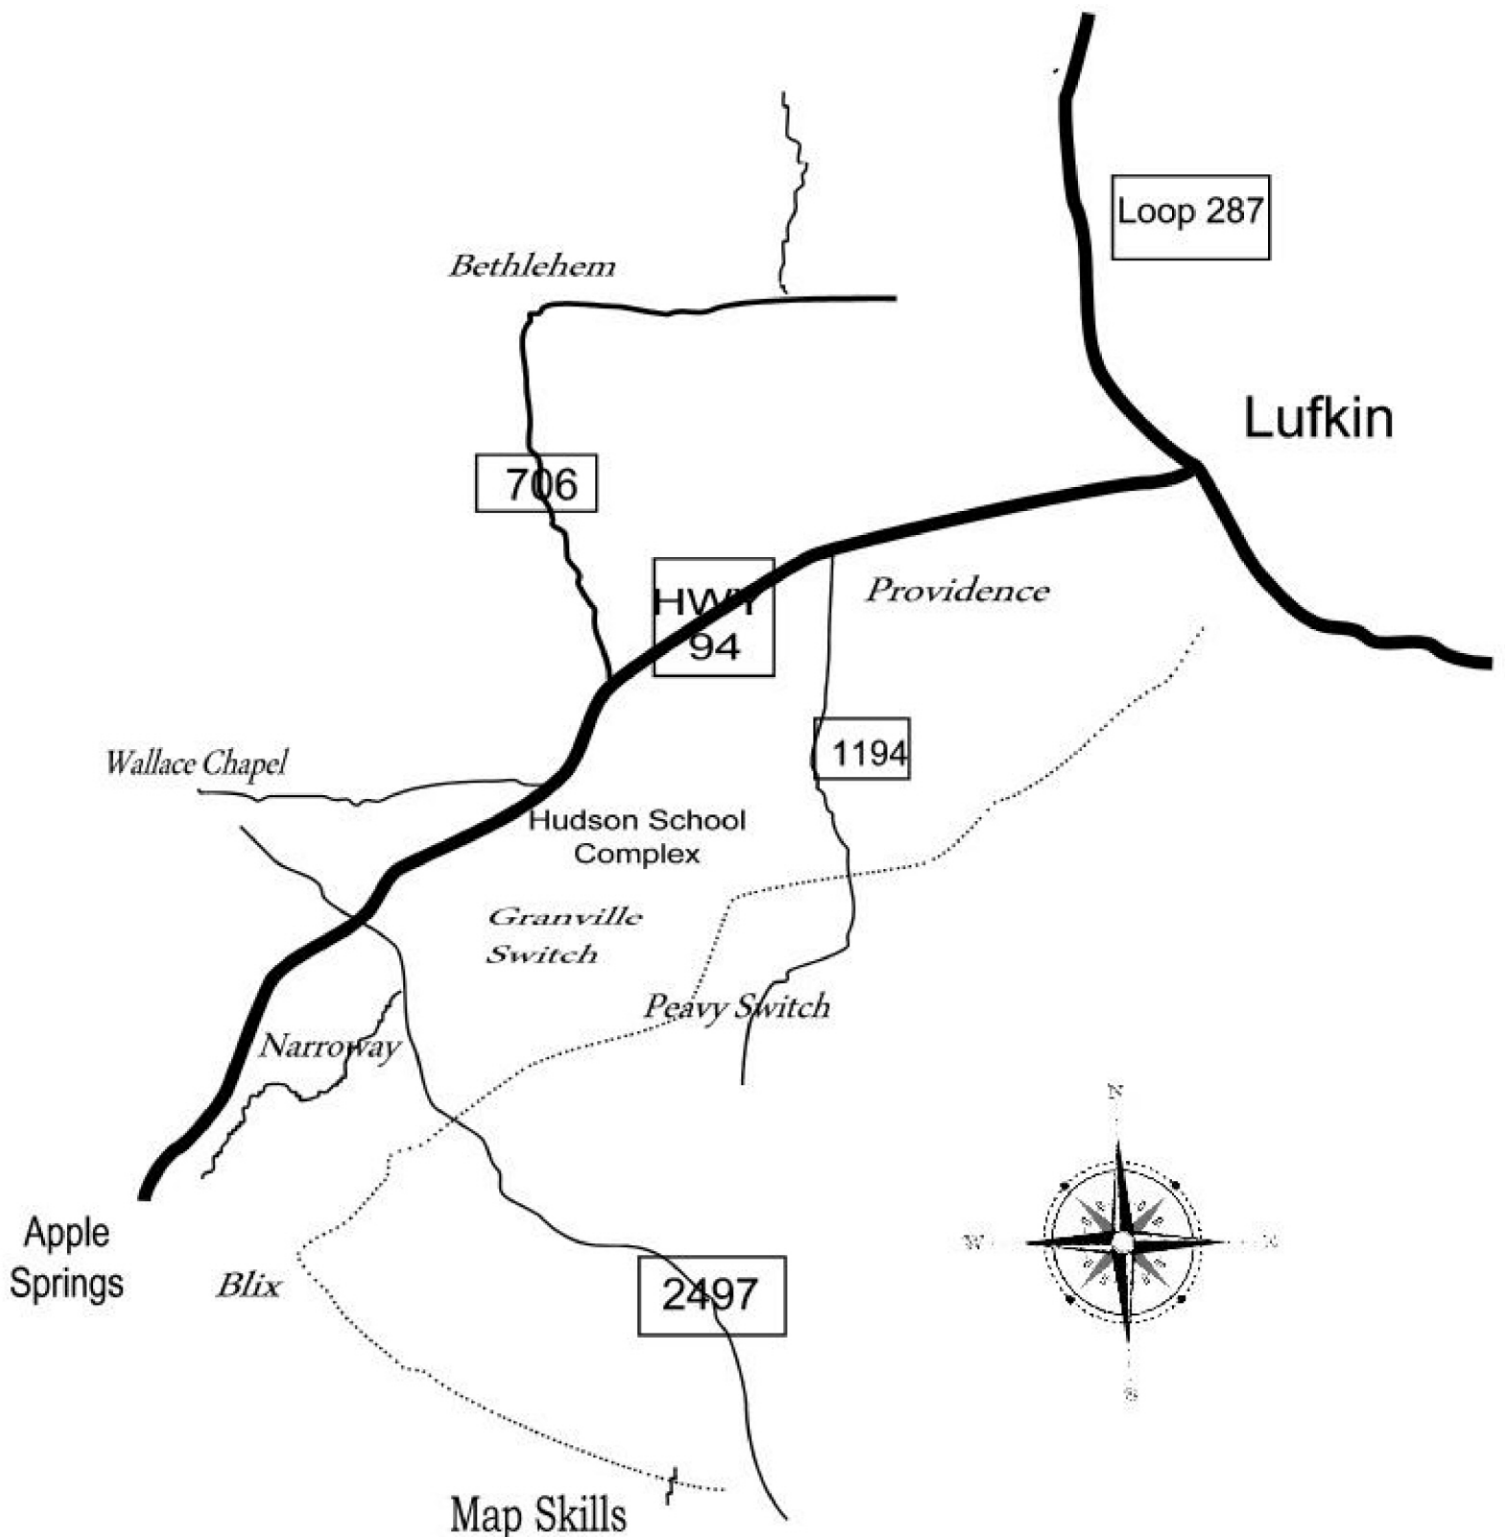 Loop 287
Bethlehem
Lufkin
706
HWY
94
Providence
1194
Wallace Chapel
Hudson School
Complex
Granville
Switch
Peavy Switch
Narroway
N
W
S
Apple
Springs
Blix
2497
Map Skills